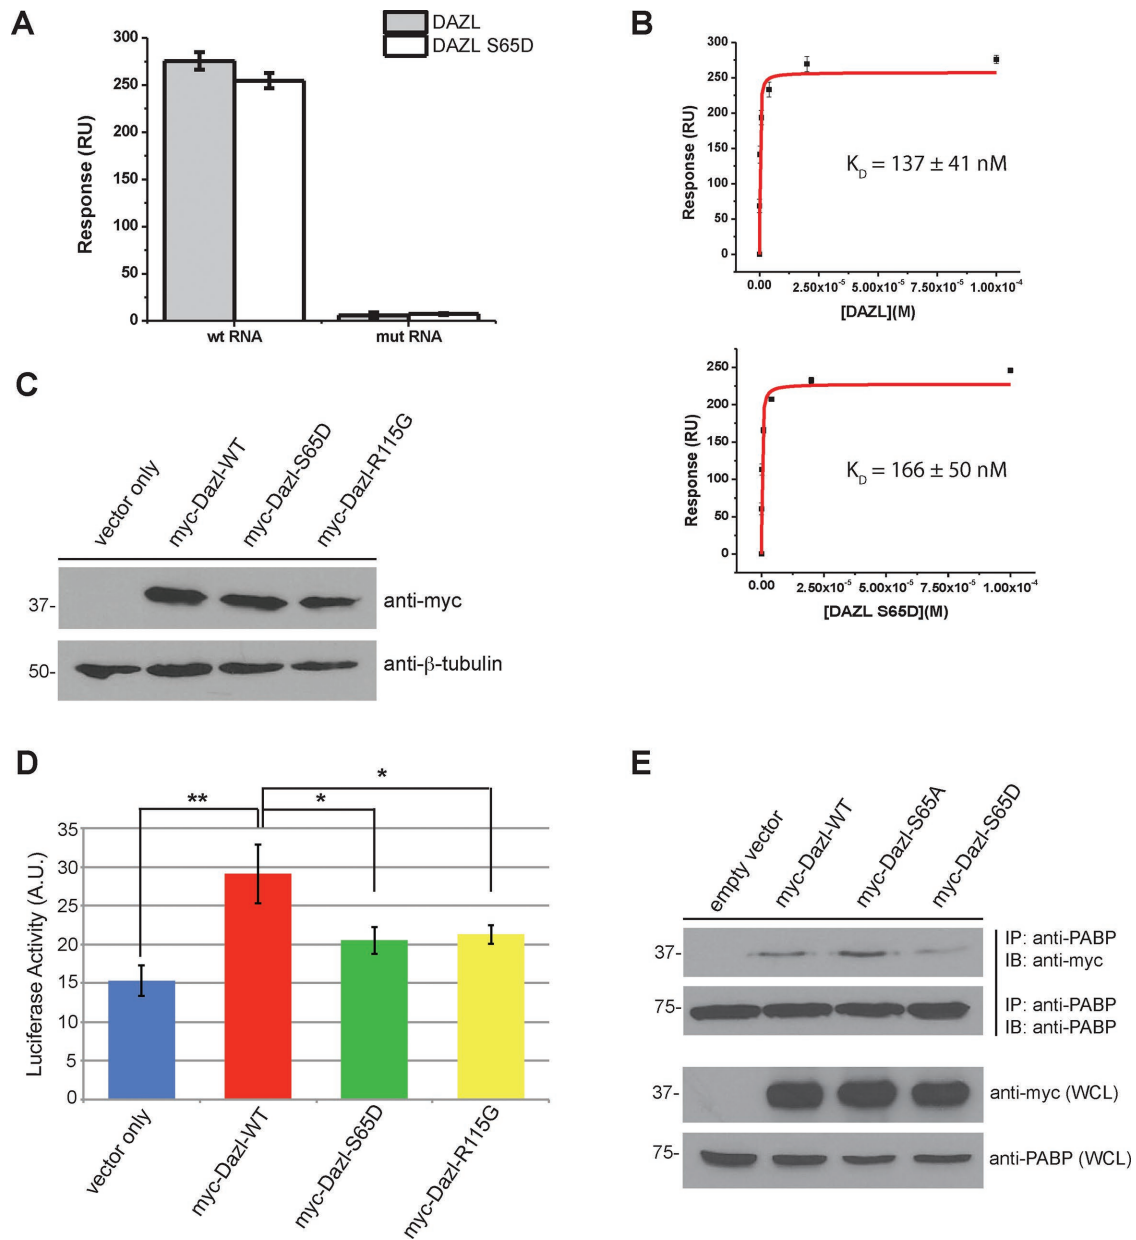 A
DAZL
DAZL S65D
300
250
200
150
100
50
0
Response (RU)
wt RNA
mut RNA
B
300
250
200
150
100
50
0
Response (RU)
K_D = 137 ± 41 nM
0.00
2.50x10^-5
5.00x10^-5
7.50x10^-5
1.00x10^-4
[DAZL](M)
250
200
150
100
50
0
Response (RU)
K_D = 166 ± 50 nM
0.00
2.50x10^-5
5.00x10^-5
7.50x10^-5
1.00x10^-4
[DAZL S65D](M)
C
vector only
myc-Dazl-WT
myc-Dazl-S65D
myc-Dazl-R115G
37-
anti-myc
50-
anti-β-tubulin
D
**
*
*
35
30
25
20
15
10
5
0
Luciferase Activity (A.U.)
vector only
myc-Dazl-WT
myc-Dazl-S65D
myc-Dazl-R115G
E
empty vector
myc-Dazl-WT
myc-Dazl-S65A
myc-Dazl-S65D
37-
IP: anti-PABP
IB: anti-myc
75-
IP: anti-PABP
IB: anti-PABP
37-
anti-myc (WCL)
75-
anti-PABP (WCL)